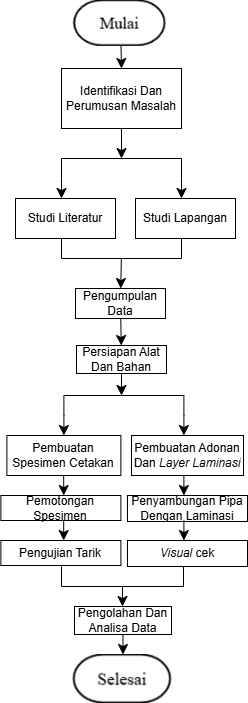 Mulai
Identifikasi Dan
Perumusan Masalah
Studi Literatur
Studi Lapangan
Pengumpulan
Data
Persiapan Alat
Dan Bahan
Pembuatan
Spesimen Cetakan
Pembuatan Adonan
Dan Layer Laminasi
Pemotongan
Spesimen
Penyambungan Pipa
Dengan Laminasi
Pengujian Tarik
Visual cek
Pengolahan Dan
Analisa Data
Selesai